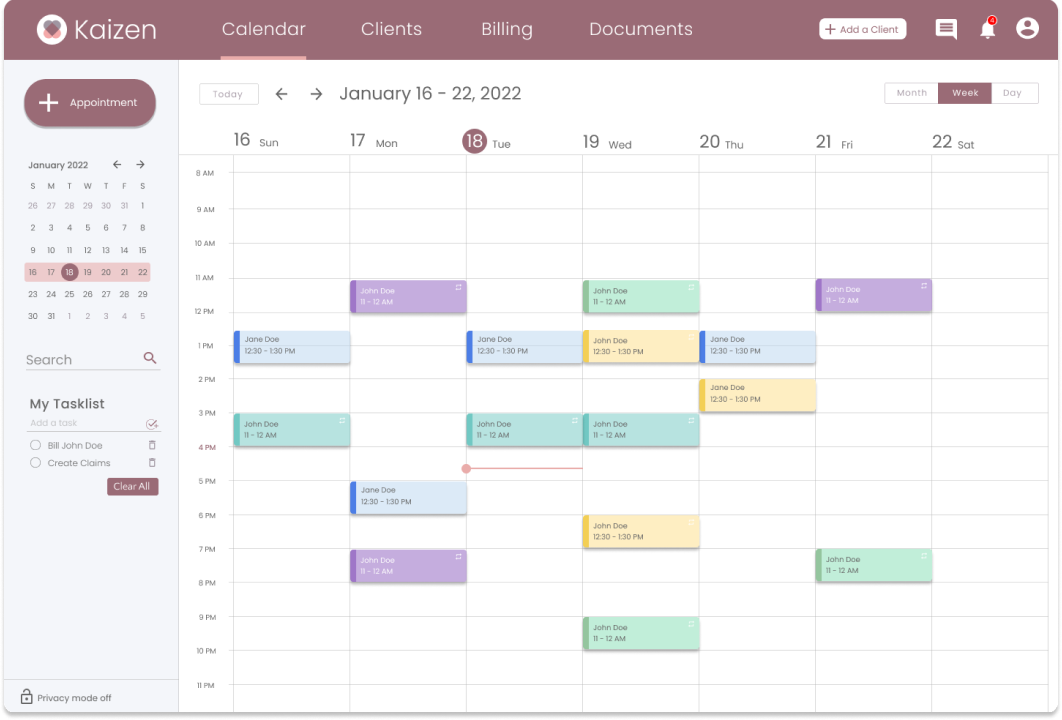 Kaizen
Calendar
Clients
Billing
Documents
+ Add a Client
4
+ Appointment
January 2022
S M T W T F S
26 27 28 29 30 31 1
2 3 4 5 6 7 8
9 10 11 12 13 14 15
16 17 18 19 20 21 22
23 24 25 26 27 28 29
30 31 1 2 3 4 5
Search
My Tasklist
Add a task
Bill John Doe
Create Claims
Clear All
Privacy mode off
Today
January 16 - 22, 2022
Month Week Day
16 Sun
17 Mon
18 Tue
19 Wed
20 Thu
21 Fri
22 Sat
8 AM
9 AM
10 AM
11 AM
John Doe
11 - 12 AM
John Doe
11 - 12 AM
John Doe
11 - 12 AM
12 PM
Jane Doe
12:30 - 1:30 PM
Jane Doe
12:30 - 1:30 PM
John Doe
12:30 - 1:30 PM
Jane Doe
12:30 - 1:30 PM
1 PM
2 PM
Jane Doe
12:30 - 1:30 PM
3 PM
John Doe
11 - 12 AM
John Doe
11 - 12 AM
John Doe
11 - 12 AM
4 PM
5 PM
Jane Doe
12:30 - 1:30 PM
6 PM
John Doe
12:30 - 1:30 PM
7 PM
John Doe
11 - 12 AM
John Doe
11 - 12 AM
8 PM
9 PM
John Doe
11 - 12 AM
10 PM
11 PM